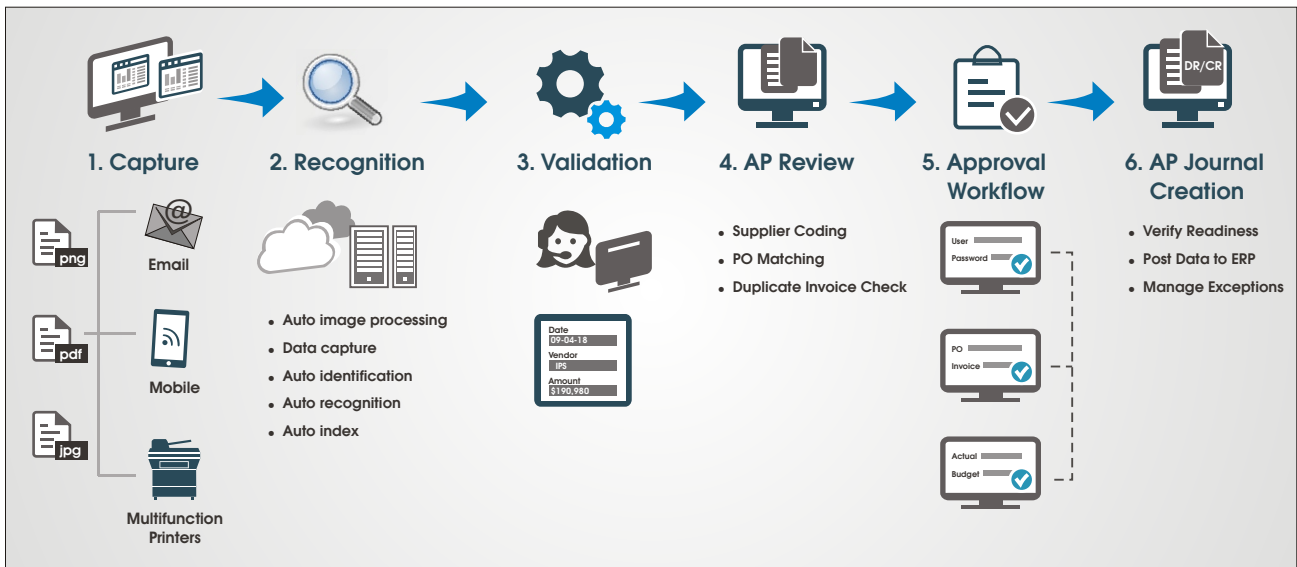 1. Capture
png
pdf
jpg
@
Email
Mobile
Multifunction
Printers
2. Recognition
• Auto image processing
• Data capture
• Auto identification
• Auto recognition
• Auto index
3. Validation
Date
09-04-18
Vendor
IPS
Amount
$190,980
4. AP Review
• Supplier Coding
• PO Matching
• Duplicate Invoice Check
5. Approval
Workflow
User
Password
PO
Invoice
Actual
Budget
DR/CR
6. AP Journal
Creation
• Verify Readiness
• Post Data to ERP
• Manage Exceptions